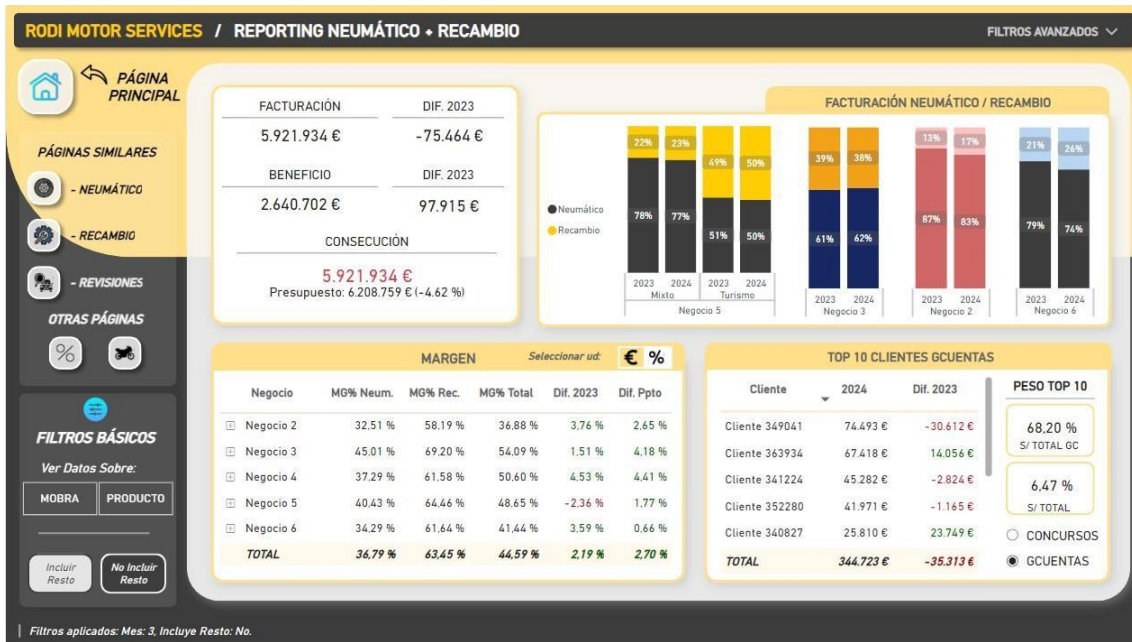 RODI MOTOR SERVICES / REPORTING NEUMÁTICO + RECAMBIO
FILTROS AVANZADOS
PÁGINA
PRINCIPAL
PÁGINAS SIMILARES
- NEUMÁTICO
- RECAMBIO
- REVISIONES
OTRAS PÁGINAS
%
FILTROS BÁSICOS
Ver Datos Sobre:
MOBRA PRODUCTO
Incluir
Resto
No Incluir
Resto
FACTURACIÓN DIF. 2023
5.921.934 € -75.464 €
BENEFICIO DIF. 2023
2.640.702 € 97.915 €
CONSECUCIÓN
5.921.934 €
Presupuesto: 6.208.759 € (-4.62 %)
FACTURACIÓN NEUMÁTICO / RECAMBIO
Neumático
Recambio
22% 23% 49% 50%
78% 77% 51% 50%
2023 2024 2023 2024
Mixto Turismo
Negocio 5
39% 38%
61% 62%
2023 2024
Negocio 3
13% 17%
87% 83%
2023 2024
Negocio 2
21% 26%
79% 74%
2023 2024
Negocio 6
MARGEN Seleccionar ud: € %
Negocio MG% Neum. MG% Rec. MG% Total Dif. 2023 Dif. Ppto
Negocio 2 32,51 % 58,19 % 36,88 % 3,76 % 2,65 %
Negocio 3 45,01 % 69,20 % 54,09 % 1,51 % 4,18 %
Negocio 4 37,29 % 61,58 % 50,60 % 4,53 % 4,41 %
Negocio 5 40,43 % 64,46 % 48,65 % -2,36 % 1,77 %
Negocio 6 34,29 % 61,64 % 41,44 % 3,59 % 0,66 %
TOTAL 36,79 % 63,45 % 44,59 % 2,19 % 2,70 %
TOP 10 CLIENTES GCUENTAS
Cliente 2024 Dif. 2023
Cliente 349041 74.493 € -30.612 €
Cliente 363934 67.418 € 14.056 €
Cliente 341224 45.282 € -2.824 €
Cliente 352280 41.971 € -1.165 €
Cliente 340827 25.810 € 23.749 €
TOTAL 344.723 € -35.313 €
PESO TOP 10
68,20 %
S/ TOTAL GC
6,47 %
S/ TOTAL
CONCURSOS
GCUENTAS
Filtros aplicados: Mes: 3, Incluye Resto: No.